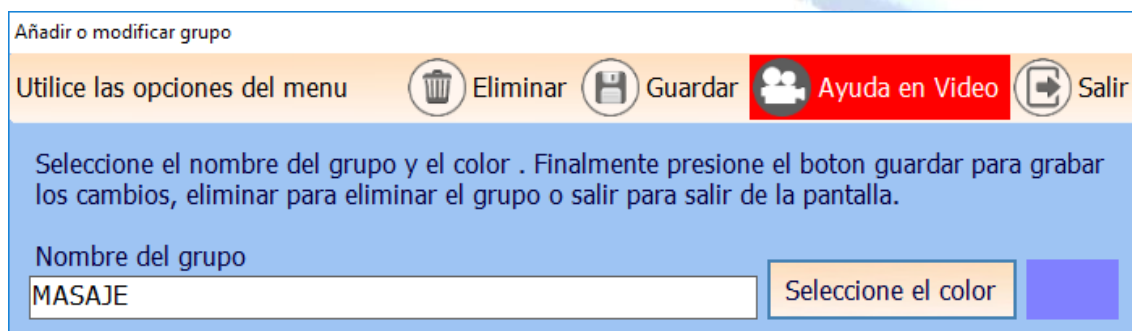 Añadir o modificar grupo
Utilice las opciones del menu Eliminar Guardar Ayuda en Video Salir
Seleccione el nombre del grupo y el color . Finalmente presione el boton guardar para grabar
los cambios, eliminar para eliminar el grupo o salir para salir de la pantalla.
Nombre del grupo
MASAJE Seleccione el color